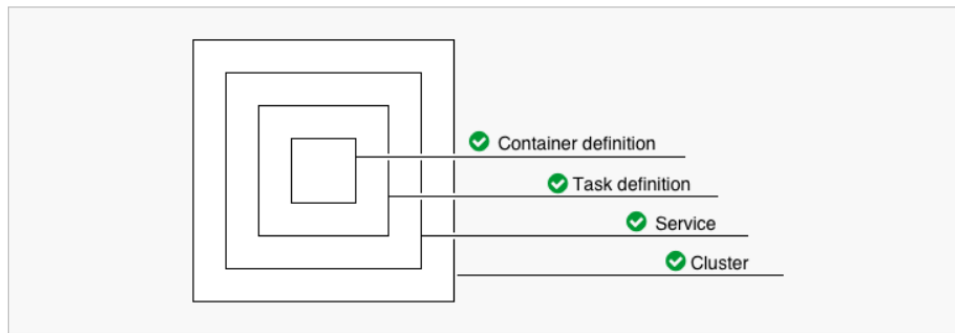 Container definition
Task definition
Service
Cluster